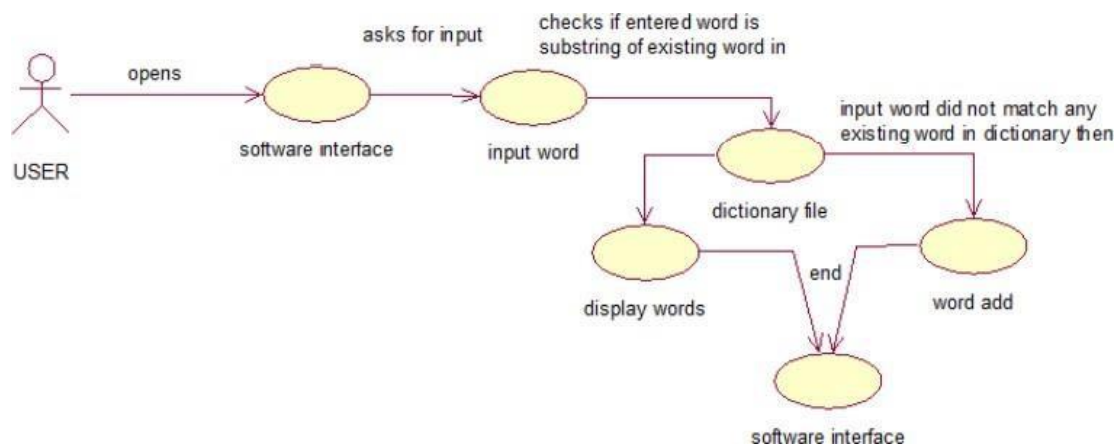 checks if entered word is
substring of existing word in
asks for input
opens
input word did not match any
existing word in dictionary then
software interface
input word
USER
dictionary file
end
display words
word add
software interface